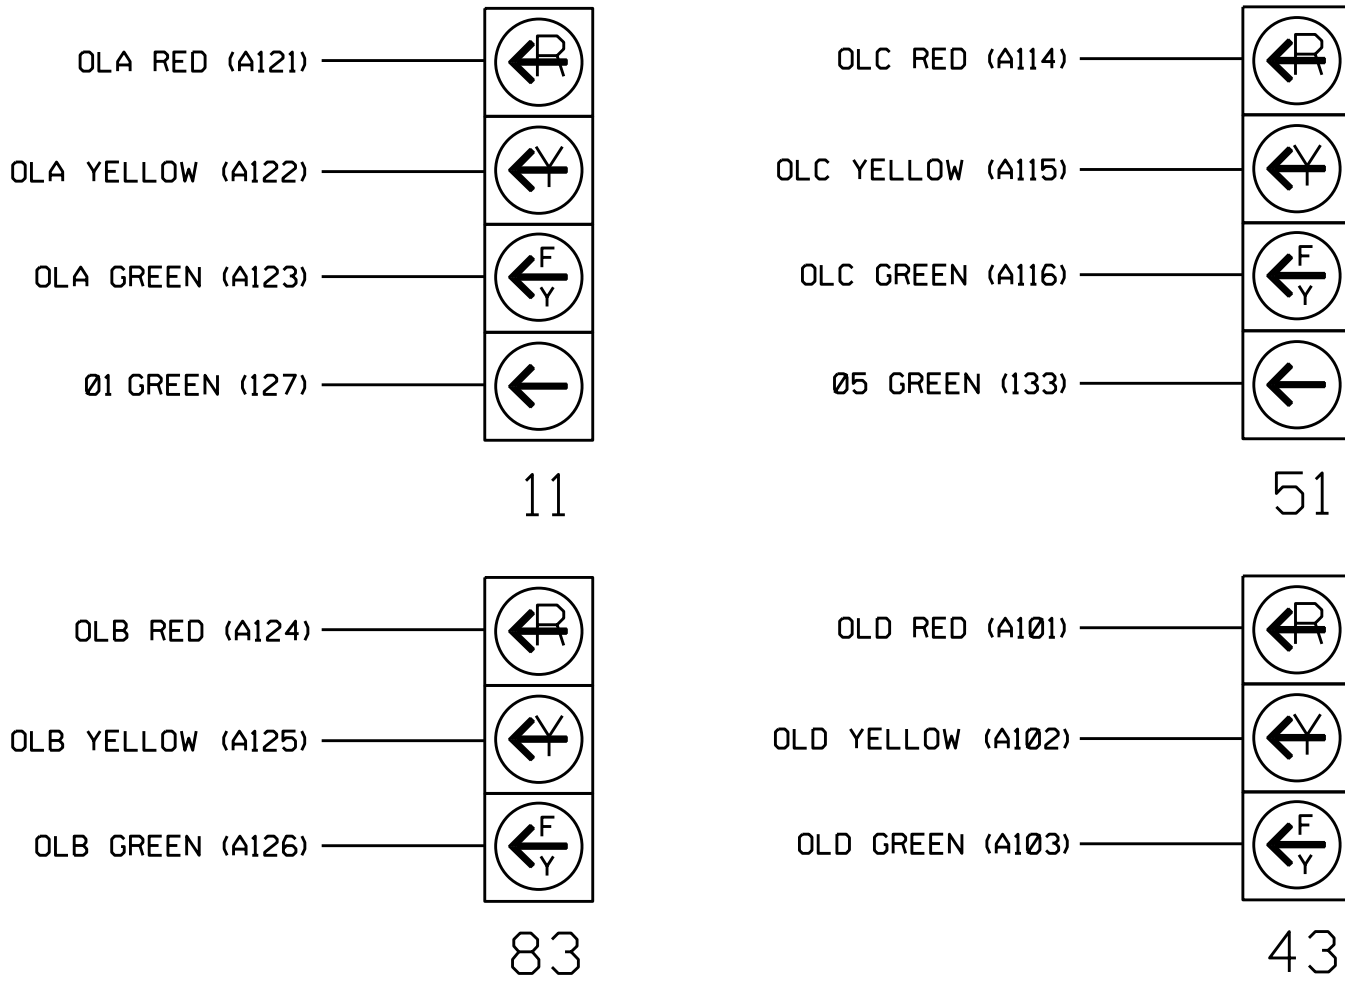 OLA RED (A121)
R
OLA YELLOW (A122)
Y
OLA GREEN (A123)
F
Y
Ø1 GREEN (127)
11
OLC RED (A114)
R
OLC YELLOW (A115)
Y
OLC GREEN (A116)
F
Y
Ø5 GREEN (133)
51
OLB RED (A124)
R
OLB YELLOW (A125)
Y
OLB GREEN (A126)
F
Y
83
OLD RED (A1Ø1)
R
OLD YELLOW (A1Ø2)
Y
OLD GREEN (A1Ø3)
F
Y
43